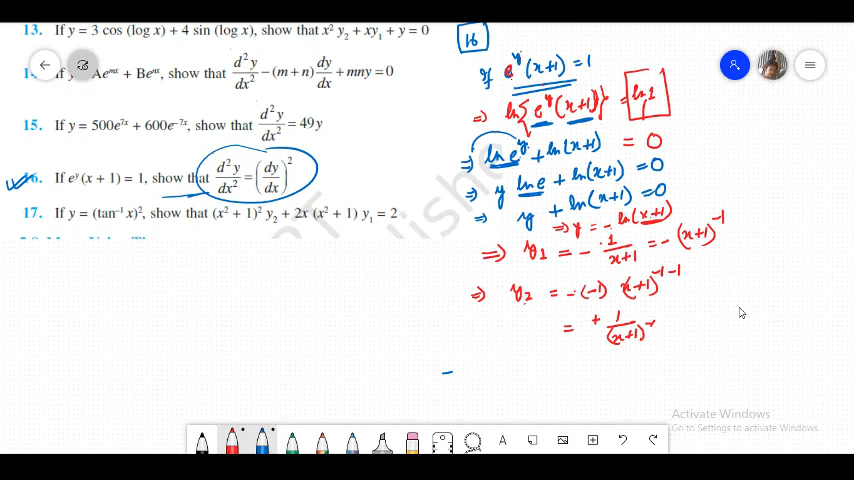 13. If y = 3 cos (log x) + 4 sin (log x), show that x² y₂ + xy₁ + y = 0
Ae^mx + Be^nx, show that d²y/dx² − (m + n) dy/dx + mny = 0
15. If y = 500e^7x + 600e^−7x, show that d²y/dx² = 49y
16. If e^y (x + 1) = 1, show that d²y/dx² = (dy/dx)²
17. If y = (tan⁻¹ x)², show that (x² + 1)² y₂ + 2x (x² + 1) y₁ = 2
16
If e^y (x+1) = 1
⇒ ln{e^y (x+1)} = ln 1
⇒ ln e^y + ln(x+1) = 0
⇒ y ln e + ln(x+1) = 0
⇒ y + ln(x+1) = 0
⇒ y = - ln(x+1)
⇒ y₁ = - 1/(x+1) = - (x+1)^-1
⇒ y₂ = -(-1) (x+1)^-1-1
= + 1/(x+1)
Activate Windows
Go to Settings to activate Windows.
A